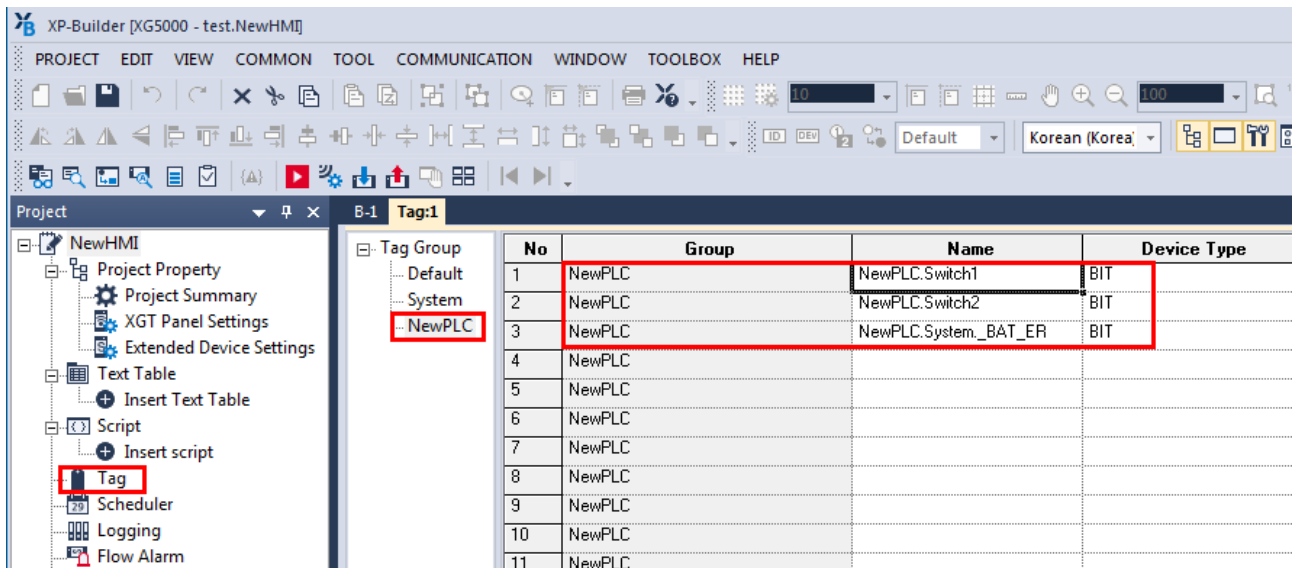 XP-Builder [XG5000 - test.NewHMI]
PROJECT EDIT VIEW COMMON TOOL COMMUNICATION WINDOW TOOLBOX HELP
10 100
ID DEV Default Korean (Korea)
{A}
Project
B-1 Tag:1
NewHMI
Project Property
Project Summary
XGT Panel Settings
Extended Device Settings
Text Table
Insert Text Table
Script
Insert script
Tag
29 Scheduler
Logging
Flow Alarm
Tag Group
Default
System
NewPLC
No Group Name Device Type
1 NewPLC NewPLC.Switch1 BIT
2 NewPLC NewPLC.Switch2 BIT
3 NewPLC NewPLC.System._BAT_ER BIT
4 NewPLC
5 NewPLC
6 NewPLC
7 NewPLC
8 NewPLC
9 NewPLC
10 NewPLC
11 NewPLC